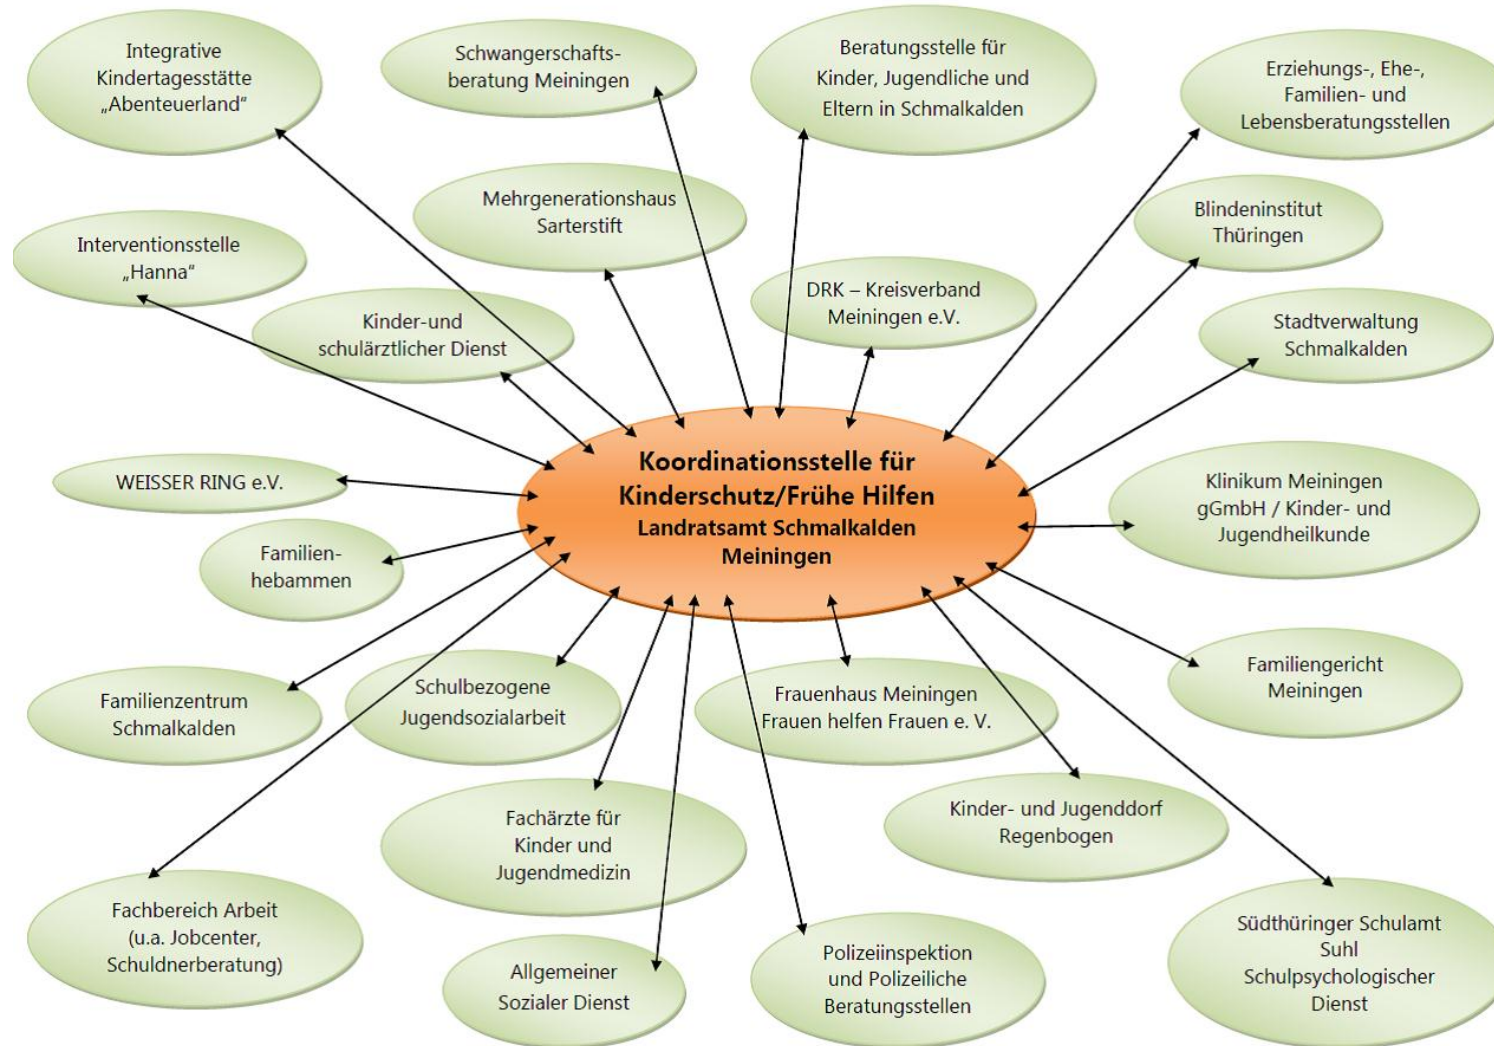 Integrative
Kindertagesstätte
„Abenteuerland“
Schwangerschafts-
beratung Meiningen
Beratungsstelle für
Kinder, Jugendliche und
Eltern in Schmalkalden
Erziehungs-, Ehe-,
Familien- und
Lebensberatungsstellen
Mehrgenerationshaus
Sarterstift
Blindeninstitut
Thüringen
Interventionsstelle
„Hanna“
DRK – Kreisverband
Meiningen e.V.
Kinder-und
schulärztlicher Dienst
Stadtverwaltung
Schmalkalden
Koordinationsstelle für
Kinderschutz/Frühe Hilfen
Landratsamt Schmalkalden
Meiningen
WEISSER RING e.V.
Klinikum Meiningen
gGmbH / Kinder- und
Jugendheilkunde
Familien-
hebammen
Familienzentrum
Schmalkalden
Schulbezogene
Jugendsozialarbeit
Frauenhaus Meiningen
Frauen helfen Frauen e. V.
Familiengericht
Meiningen
Fachärzte für
Kinder und
Jugendmedizin
Kinder- und Jugenddorf
Regenbogen
Fachbereich Arbeit
(u.a. Jobcenter,
Schuldnerberatung)
Allgemeiner
Sozialer Dienst
Polizeiinspektion
und Polizeiliche
Beratungsstellen
Südthüringer Schulamt
Suhl
Schulpsychologischer
Dienst